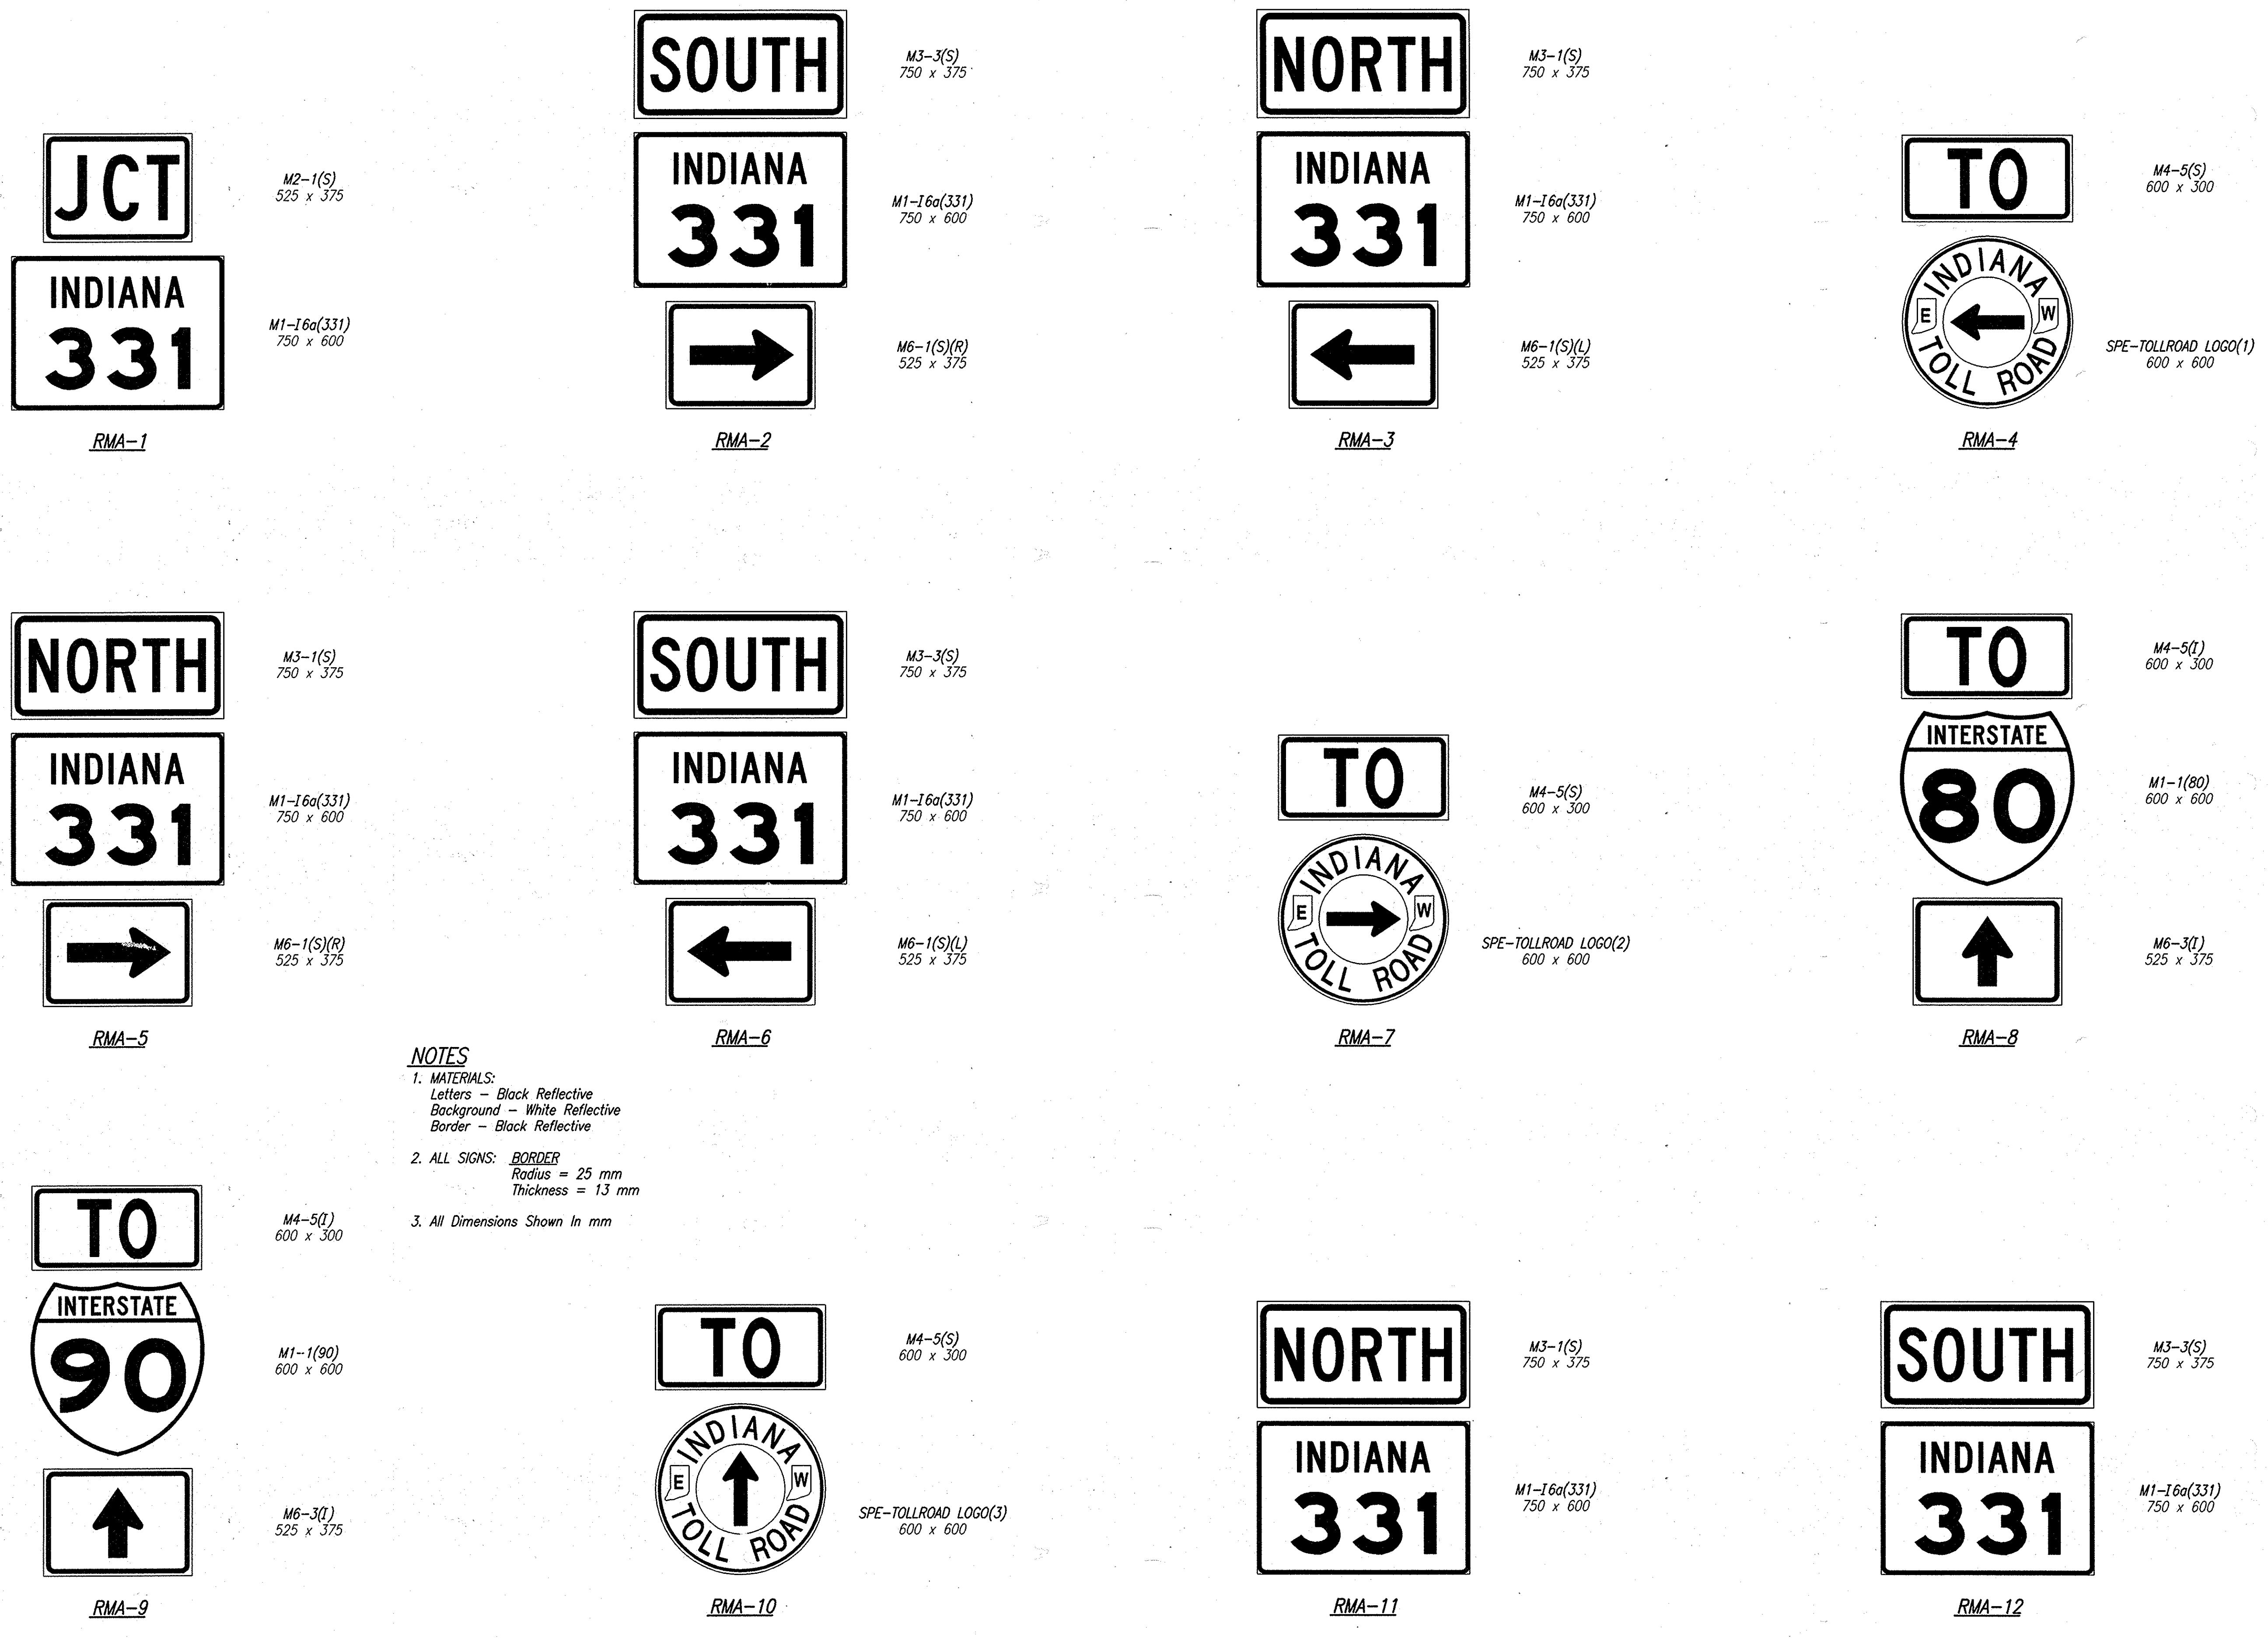 JCT
M2-1(S)
525 x 375
INDIANA
331
M1-I6a(331)
750 x 600
RMA-1
SOUTH
M3-3(S)
750 x 375
INDIANA
331
M1-I6a(331)
750 x 600
M6-1(S)(R)
525 x 375
RMA-2
NORTH
M3-1(S)
750 x 375
INDIANA
331
M1-I6a(331)
750 x 600
M6-1(S)(L)
525 x 375
RMA-3
TO
M4-5(S)
600 x 300
INDIANA
E
W
TOLL ROAD
SPE-TOLLROAD LOGO(1)
600 x 600
RMA-4
NORTH
M3-1(S)
750 x 375
INDIANA
331
M1-I6a(331)
750 x 600
M6-1(S)(R)
525 x 375
RMA-5
SOUTH
M3-3(S)
750 x 375
INDIANA
331
M1-I6a(331)
750 x 600
M6-1(S)(L)
525 x 375
RMA-6
TO
M4-5(S)
600 x 300
INDIANA
E
W
TOLL ROAD
SPE-TOLLROAD LOGO(2)
600 x 600
RMA-7
TO
M4-5(I)
600 x 300
INTERSTATE
80
M1-1(80)
600 x 600
M6-3(I)
525 x 375
RMA-8
NOTES
1. MATERIALS:
Letters - Black Reflective
Background - White Reflective
Border - Black Reflective
2. ALL SIGNS: BORDER
Radius = 25 mm
Thickness = 13 mm
3. All Dimensions Shown In mm
TO
M4-5(I)
600 x 300
INTERSTATE
90
M1-1(90)
600 x 600
M6-3(I)
525 x 375
RMA-9
TO
M4-5(S)
600 x 300
INDIANA
E
W
TOLL ROAD
SPE-TOLLROAD LOGO(3)
600 x 600
RMA-10
NORTH
M3-1(S)
750 x 375
INDIANA
331
M1-I6a(331)
750 x 600
RMA-11
SOUTH
M3-3(S)
750 x 375
INDIANA
331
M1-I6a(331)
750 x 600
RMA-12